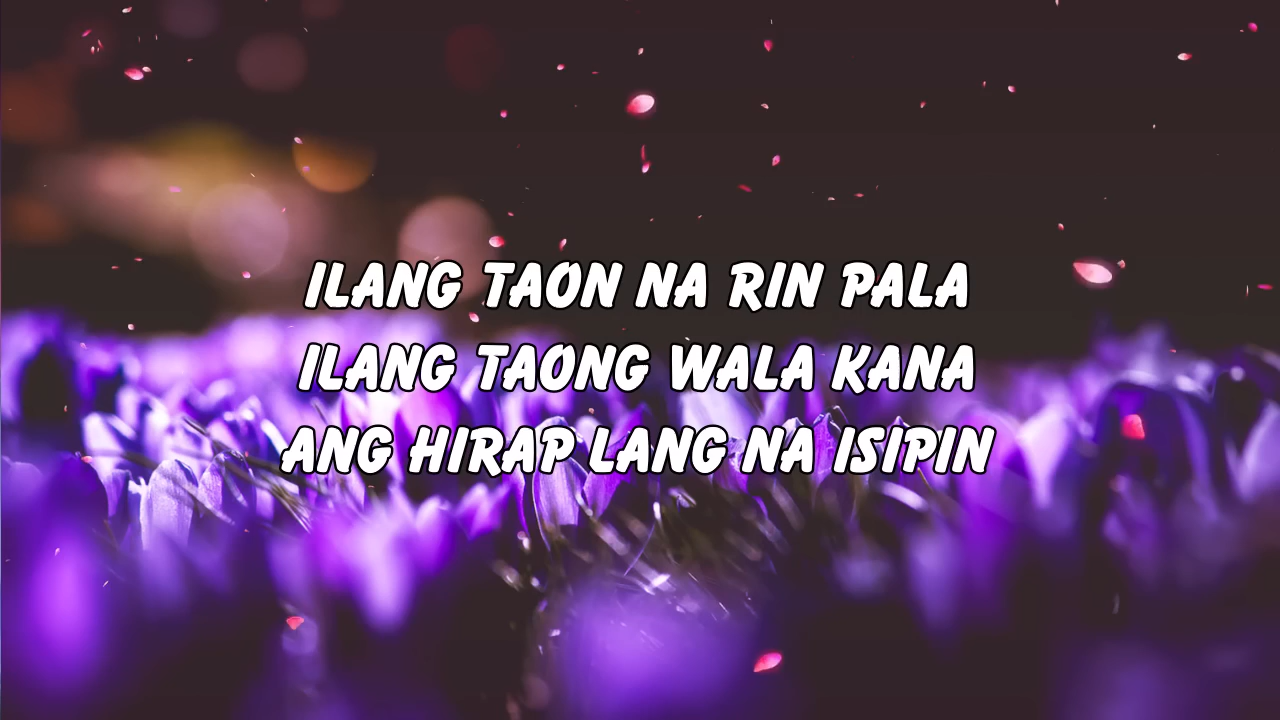 ILANG TAON NA RIN PALA
ILANG TAONG WALA KANA
ANG HIRAP LANG NA ISIPIN